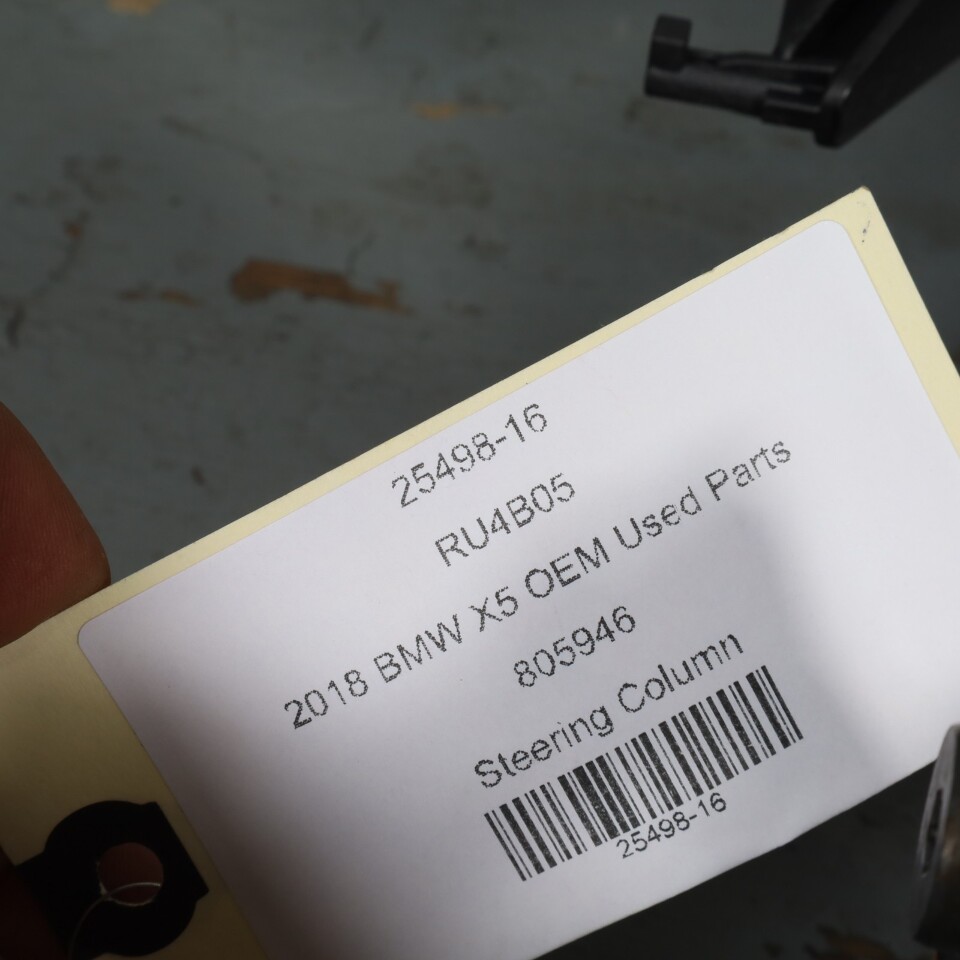 25498-16
RU4B05
2018 BMW X5 OEM Used Parts
805946
Steering Column
25498-16